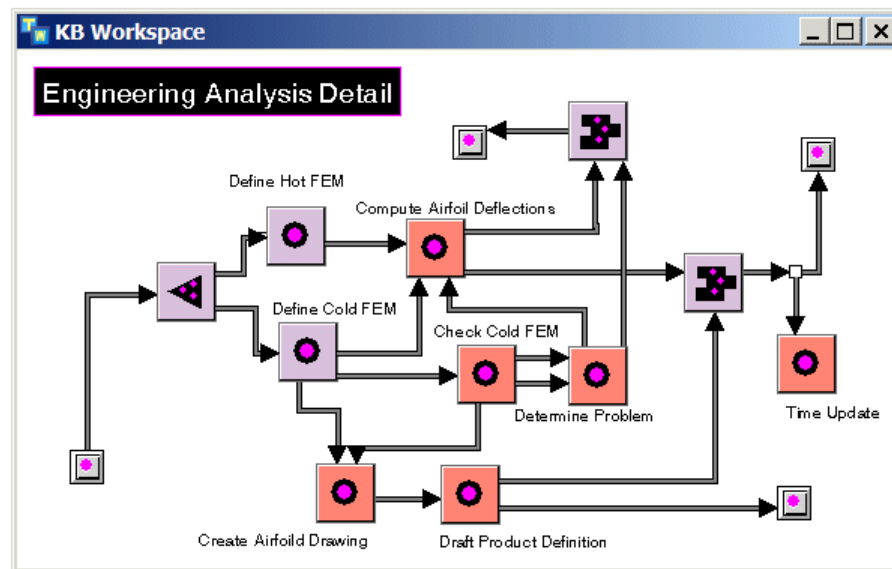 TW KB Workspace
Engineering Analysis Detail
Define Hot FEM
Compute Airfoil Deflections
Define Cold FEM
Check Cold FEM
Determine Problem
Time Update
Create Airfoild Drawing
Draft Product Definition